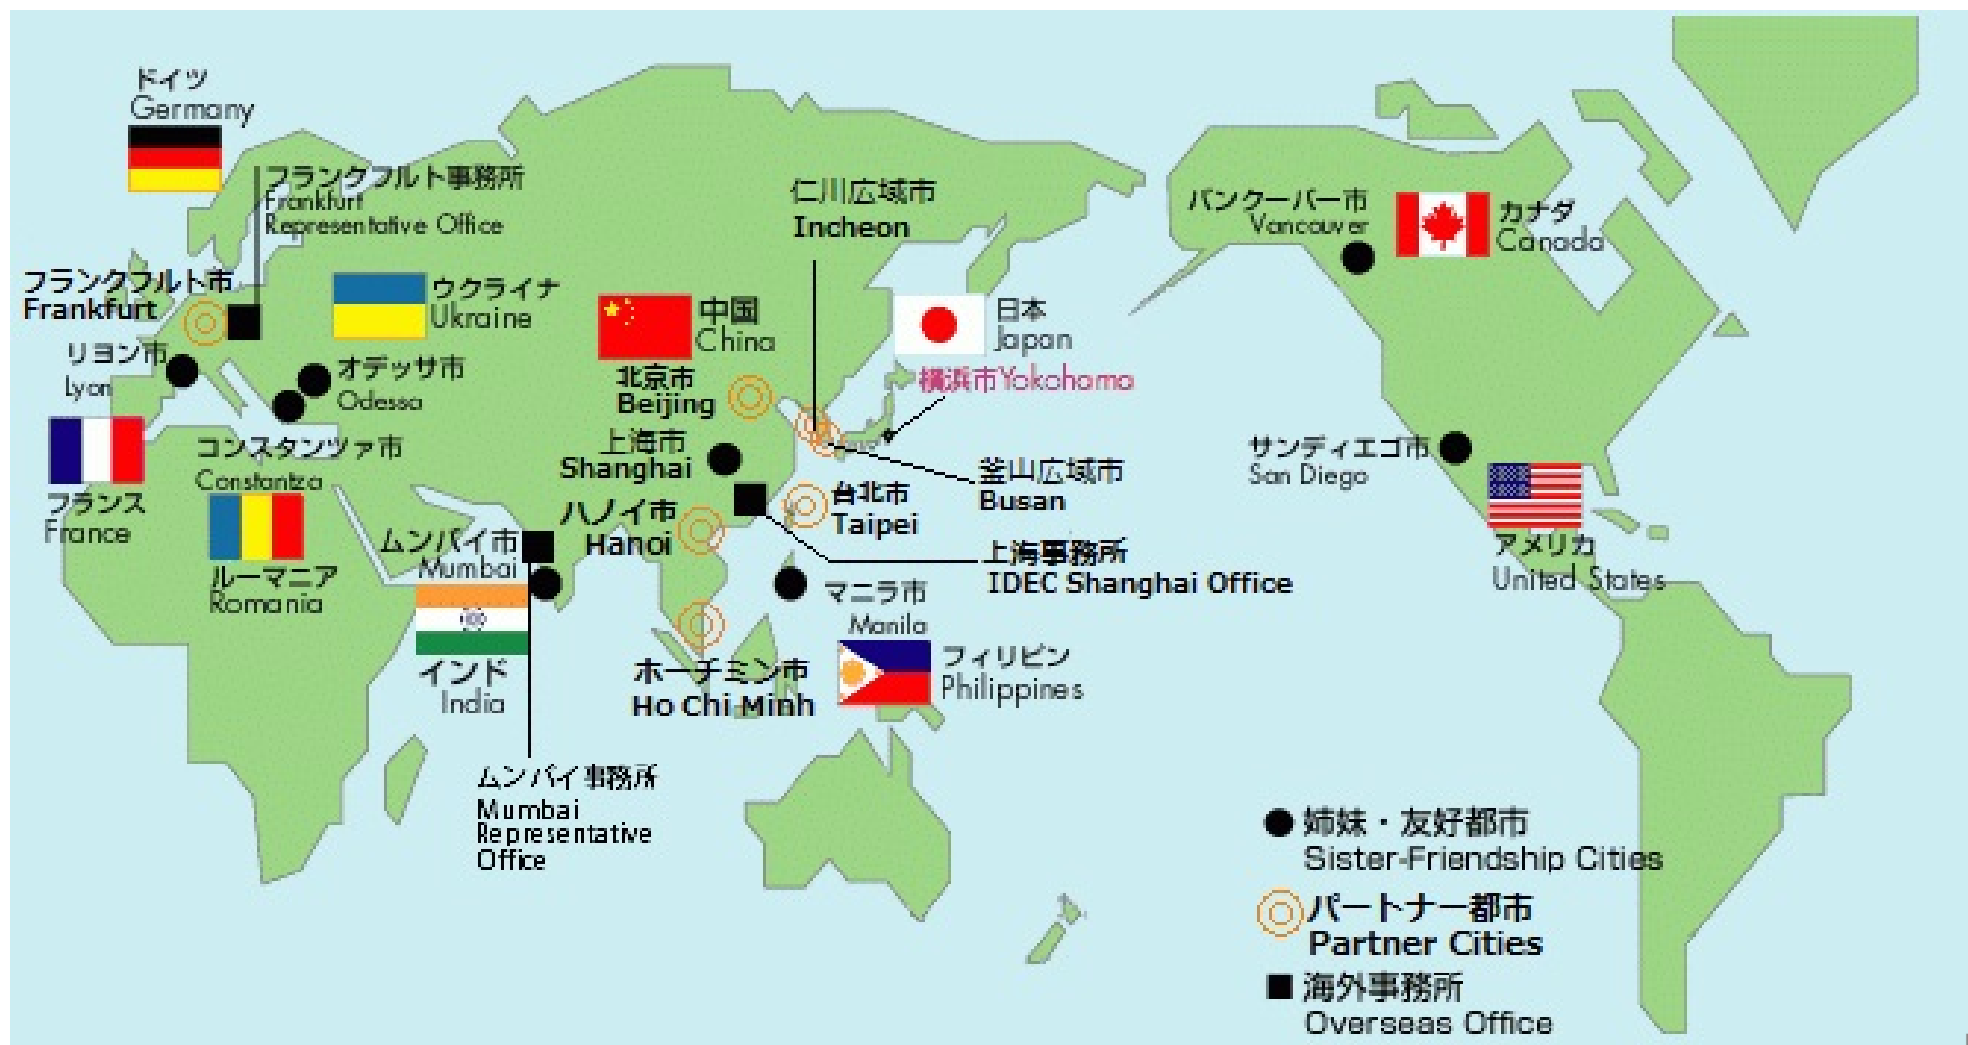 ドイツ
Germany
フランクフルト事務所
Frankfurt
Representative Office
フランクフルト市
Frankfurt
ウクライナ
Ukraine
リヨン市
Lyon
オデッサ市
Odessa
フランス
France
コンスタンツァ市
Constantza
ルーマニア
Romania
中国
China
北京市
Beijing
上海市
Shanghai
ハノイ市
Hanoi
ムンバイ市
Mumbai
インド
India
ムンバイ事務所
Mumbai
Representative
Office
ホーチミン市
Ho Chi Minh
仁川広域市
Incheon
日本
Japan
横浜市Yokohama
釜山広域市
Busan
台北市
Taipei
上海事務所
IDEC Shanghai Office
マニラ市
Manila
フィリピン
Philippines
バンクーバー市
Vancouver
カナダ
Canada
サンディエゴ市
San Diego
アメリカ
United States
姉妹・友好都市
Sister-Friendship Cities
パートナー都市
Partner Cities
海外事務所
Overseas Office